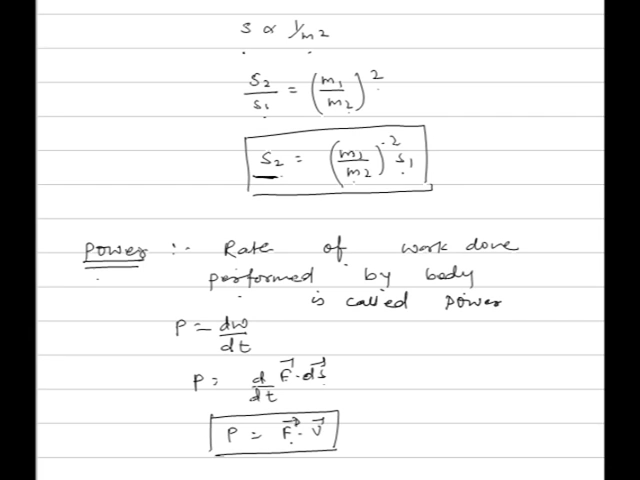 s ∝ 1/m2
s2/s1 = (m1/m2)^2
s2 = (m1/m2)^2 s1
Power :- Rate of work done
performed by body
is called power
P = dw/dt
P = d/dt F⃗·ds⃗
P = F⃗·v⃗